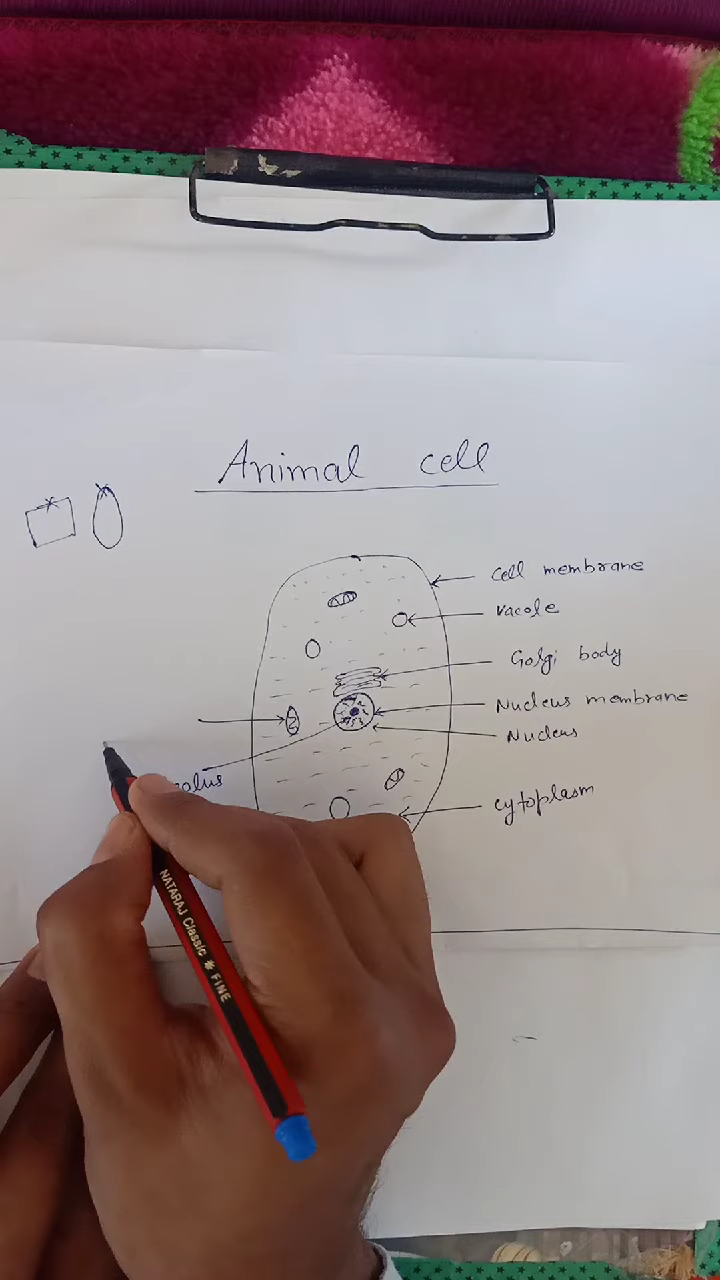 Animal cell
cell membrane
vacole
Golgi body
Nucleus membrane
Nucleus
cytoplasm
NATARAJ Classic * FINE